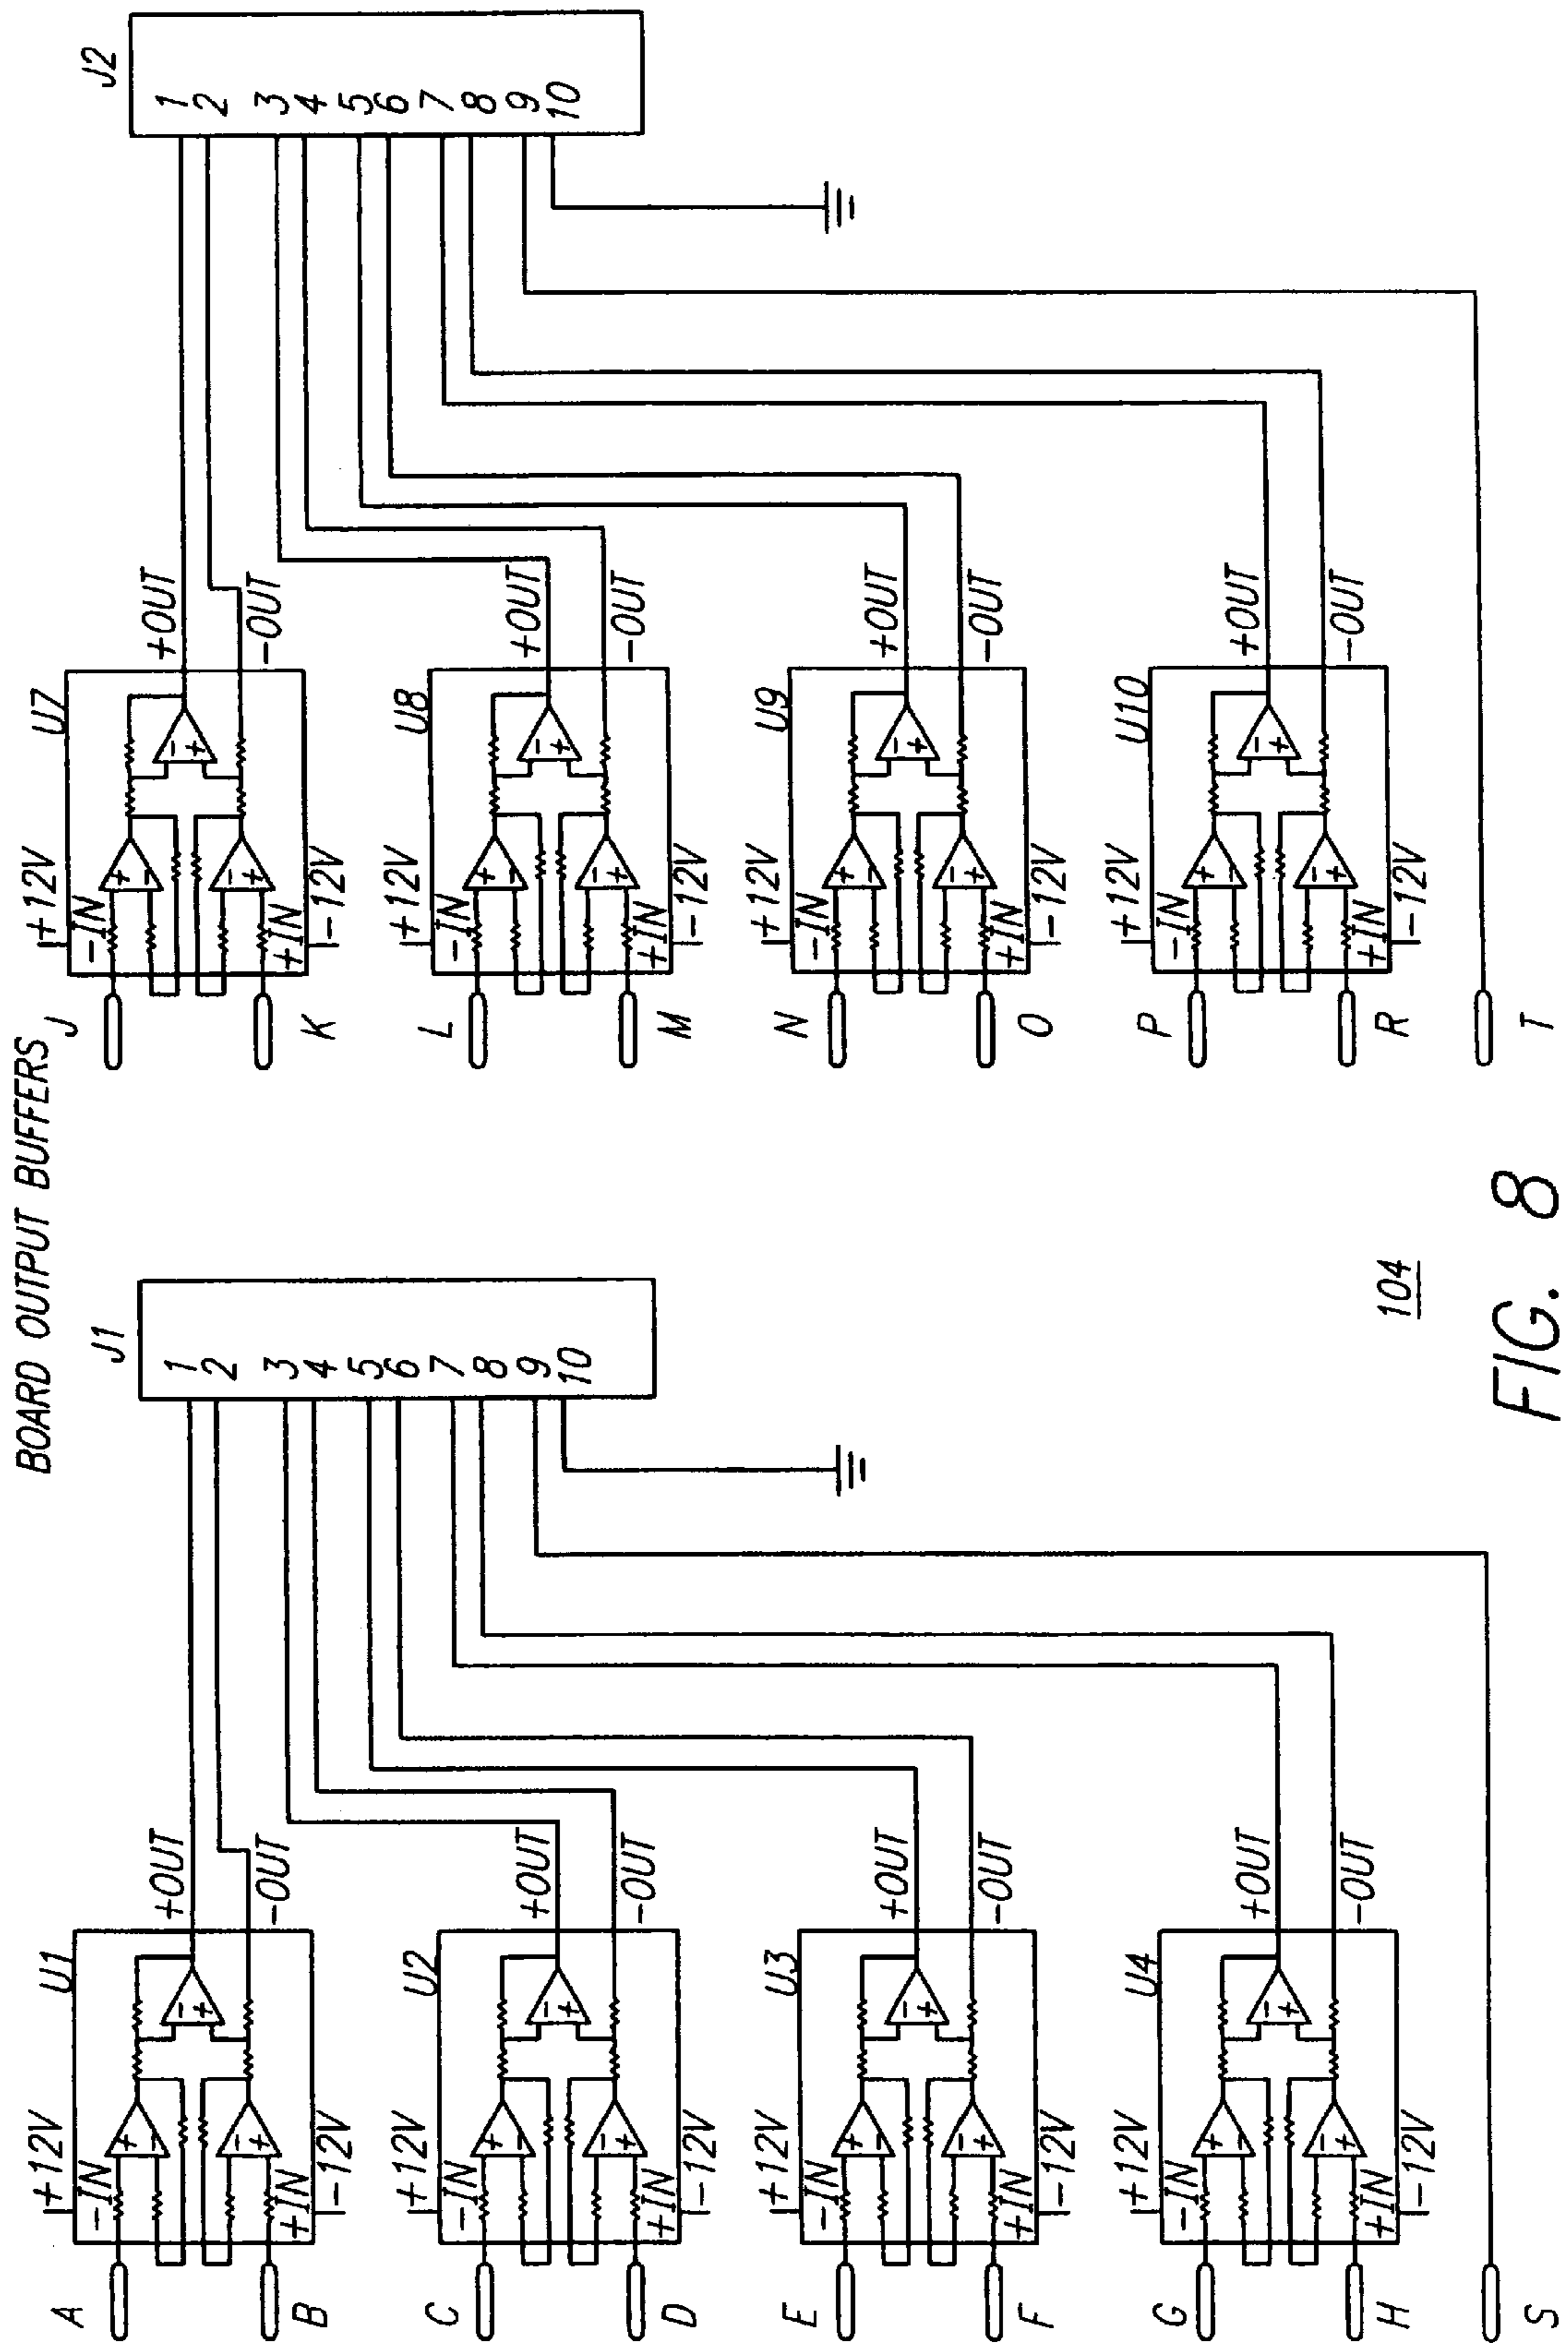 BOARD OUTPUT BUFFERS
U1
+12V
-IN
+IN
-12V
+OUT
-OUT
A
B
U2
+12V
-IN
+IN
-12V
+OUT
-OUT
C
D
U3
+12V
-IN
+IN
-12V
+OUT
-OUT
E
F
U4
+12V
-IN
+IN
-12V
+OUT
-OUT
G
H
S
J1
1
2
3
4
5
6
7
8
9
10
U7
+12V
-IN
+IN
-12V
+OUT
-OUT
J
K
U8
+12V
-IN
+IN
-12V
+OUT
-OUT
L
M
U9
+12V
-IN
+IN
-12V
+OUT
-OUT
N
O
U10
+12V
-IN
+IN
-12V
+OUT
-OUT
P
R
T
J2
1
2
3
4
5
6
7
8
9
10
104
FIG. 8